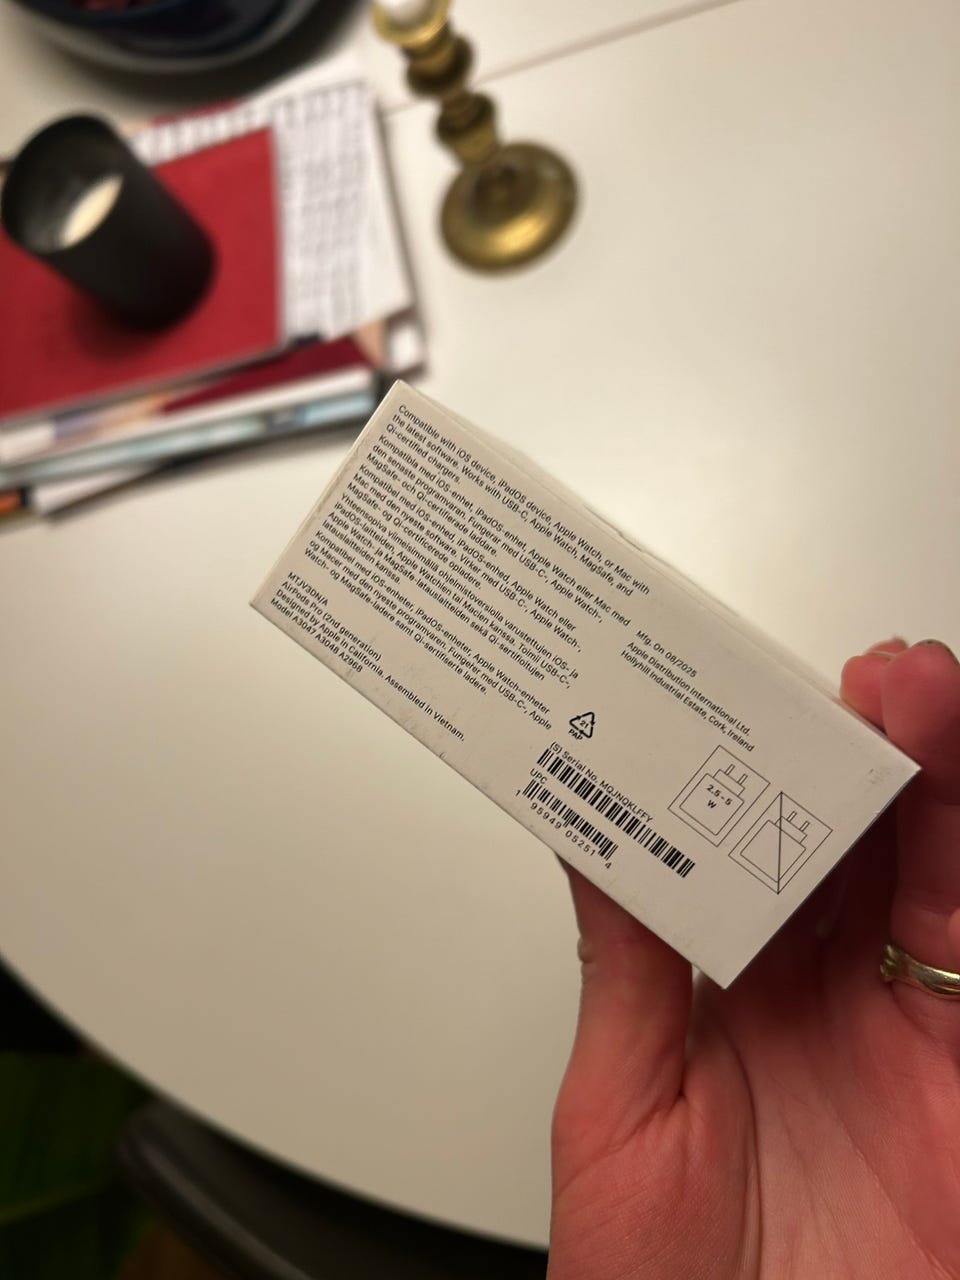 Compatible with iOS device, iPadOS device, Apple Watch, or Mac with
the latest software. Works with USB-C, Apple Watch, MagSafe, and
Qi-certified chargers.
Kompatibla med iOS-enhet, iPadOS-enhet, Apple Watch eller Mac med
den senaste programvaran. Fungerar med USB-C-, Apple Watch-,
MagSafe- och Qi-certifierade laddare.
Kompatibel med iOS-enhed, iPadOS-enhed, Apple Watch eller
Mac med den nyeste software. Virker med USB-C-, Apple Watch-,
MagSafe- og Qi-certificerede opladere.
Yhteensopiva viimeisimmällä ohjelmistoversiolla varustettujen iOS- ja
iPadOS-laitteiden, Apple Watchien tai Macien kanssa. Toimii USB-C-,
Apple Watch- ja MagSafe-latauslaitteiden sekä Qi-sertifioitujen
latauslaitteiden kanssa.
Kompatibel med iOS-enheter, iPadOS-enheter, Apple Watch-enheter
og Macer med den nyeste programvaren. Fungerer med USB-C-, Apple
Watch- og MagSafe-ladere samt Qi-sertifiserte ladere.
MTJV3DN/A
AirPods Pro (2nd generation)
Designed by Apple in California. Assembled in Vietnam.
Model A3047 A3048 A2968
Mfg. On 08/2025
Apple Distribution International Ltd.
Hollyhill Industrial Estate, Cork, Ireland
21
PAP
(S) Serial No. MQJNQKLFFY
UPC
1 95949 05251 4
2.5 - 5
W